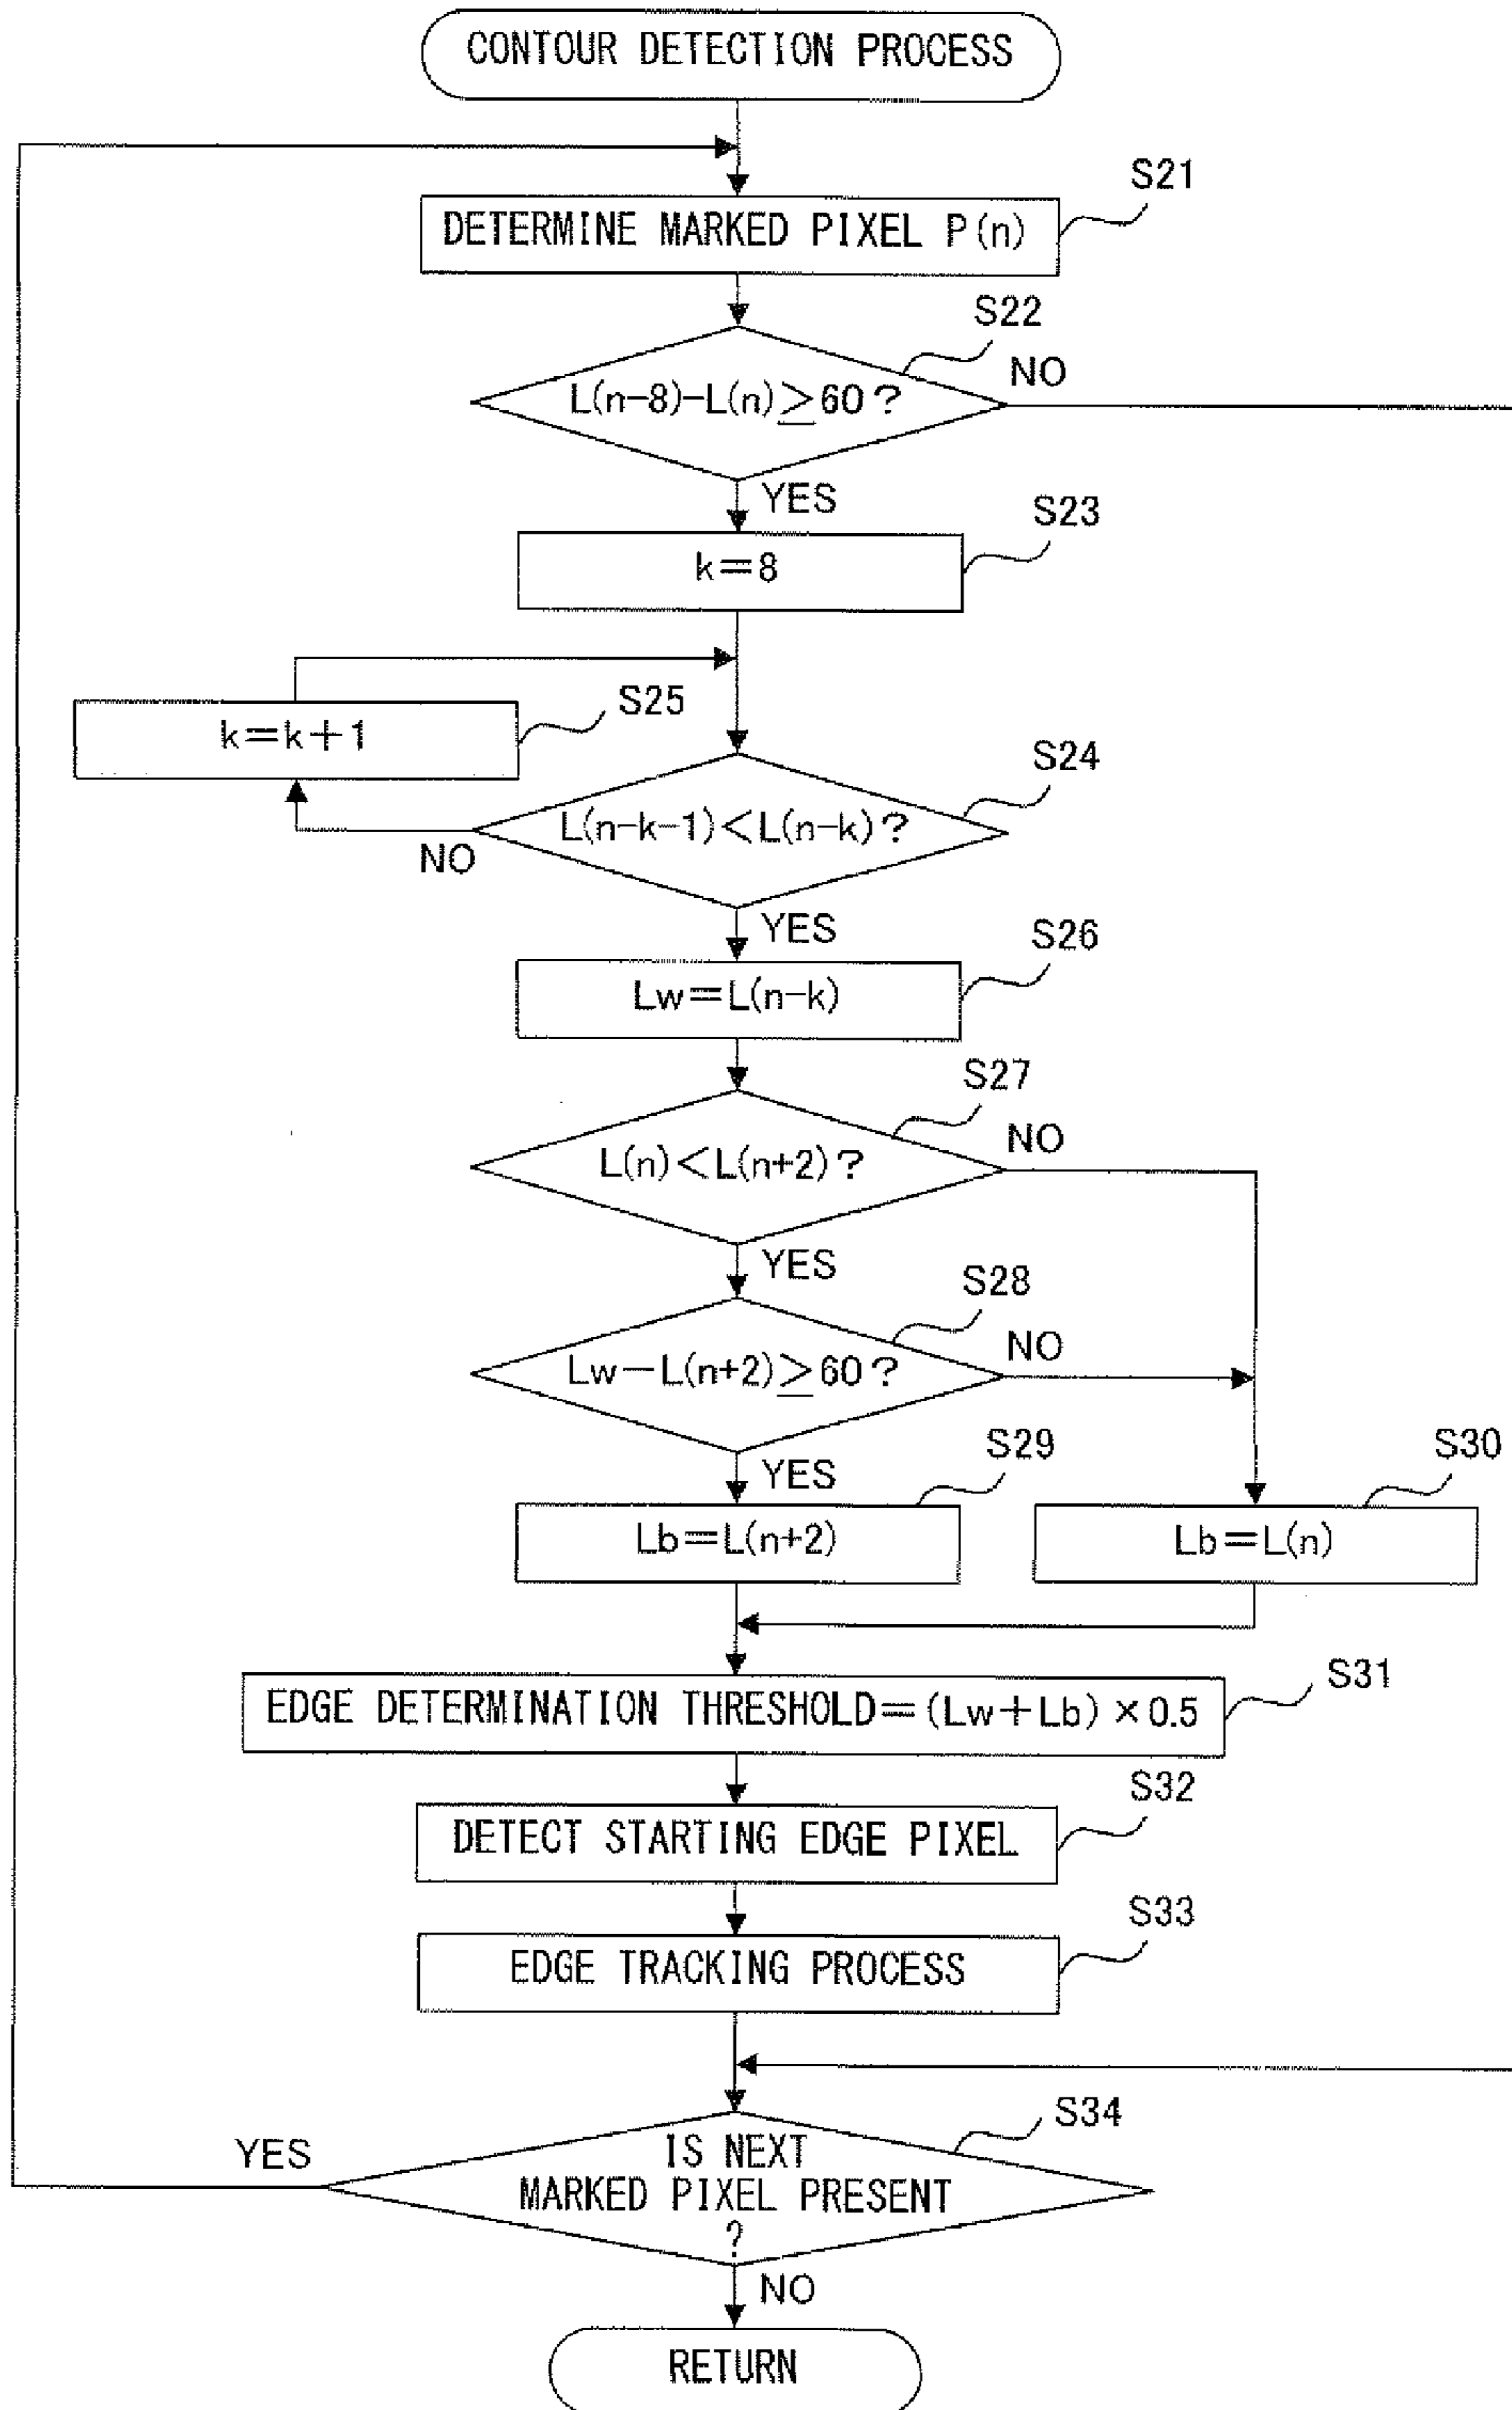 CONTOUR DETECTION PROCESS
S21
DETERMINE MARKED PIXEL P(n)
S22
L(n-8)-L(n)≥60?
NO
YES
S23
k=8
S25
k=k+1
S24
L(n-k-1)<L(n-k)?
NO
YES
S26
Lw=L(n-k)
S27
L(n)<L(n+2)?
NO
YES
S28
Lw-L(n+2)≥60?
NO
YES
S29
Lb=L(n+2)
S30
Lb=L(n)
S31
EDGE DETERMINATION THRESHOLD=(Lw+Lb)×0.5
S32
DETECT STARTING EDGE PIXEL
S33
EDGE TRACKING PROCESS
S34
YES
IS NEXT
MARKED PIXEL PRESENT
?
NO
RETURN